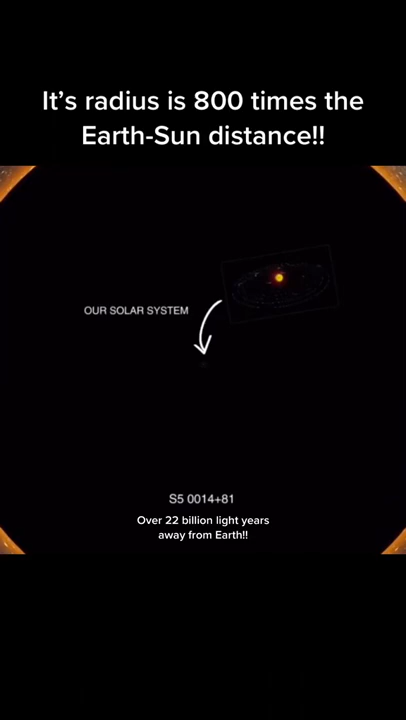 It’s radius is 800 times the
Earth-Sun distance!!
OUR SOLAR SYSTEM
S5 0014+81
Over 22 billion light years
away from Earth!!